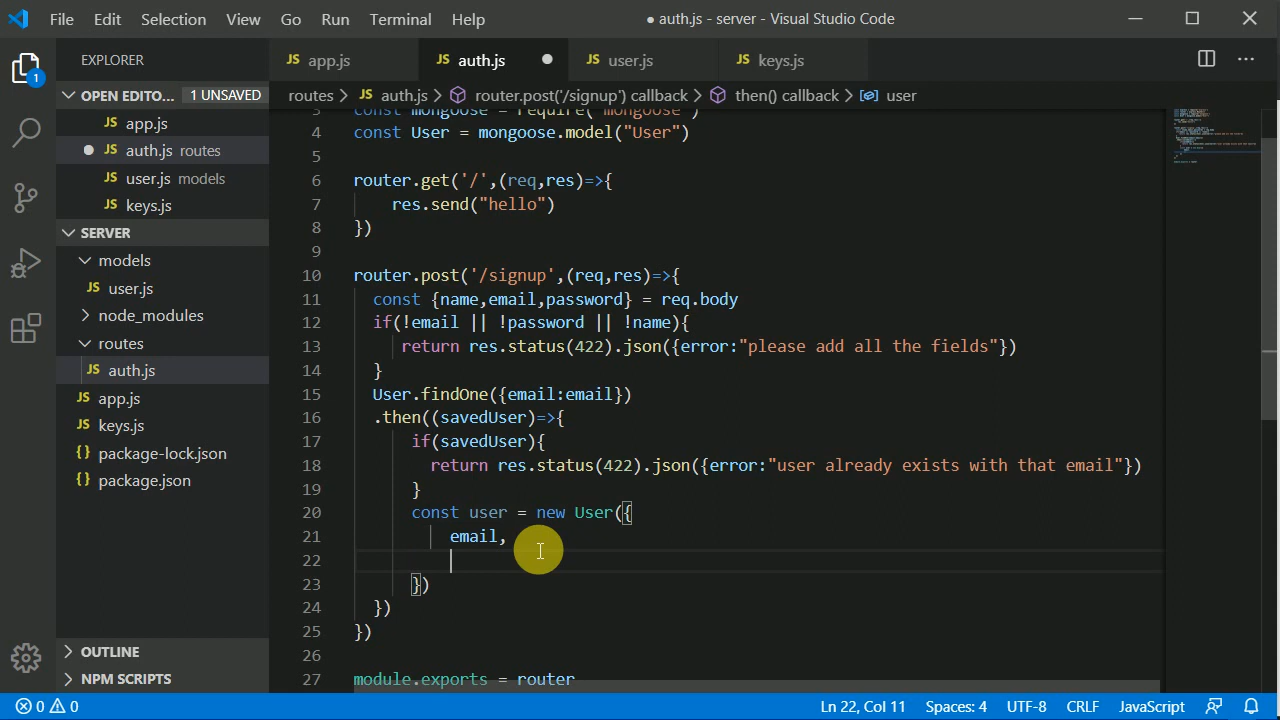 File Edit Selection View Go Run Terminal Help
● auth.js - server - Visual Studio Code
EXPLORER
JS app.js JS auth.js JS user.js JS keys.js
OPEN EDITO... 1 UNSAVED
routes JS auth.js router.post('/signup') callback then() callback user
1
JS app.js
JS auth.js routes
JS user.js models
JS keys.js
SERVER
models
JS user.js
node_modules
routes
JS auth.js
JS app.js
JS keys.js
{} package-lock.json
{} package.json
OUTLINE
NPM SCRIPTS
3 const mongoose = require('mongoose')
4 const User = mongoose.model("User")
5
6 router.get('/',(req,res)=>{
7 res.send("hello")
8 })
9
10 router.post('/signup',(req,res)=>{
11 const {name,email,password} = req.body
12 if(!email || !password || !name){
13 return res.status(422).json({error:"please add all the fields"})
14 }
15 User.findOne({email:email})
16 .then((savedUser)=>{
17 if(savedUser){
18 return res.status(422).json({error:"user already exists with that email"})
19 }
20 const user = new User({
21 email,
22
23 })
24 })
25 })
26
27 module.exports = router
0 0 Ln 22, Col 11 Spaces: 4 UTF-8 CRLF JavaScript